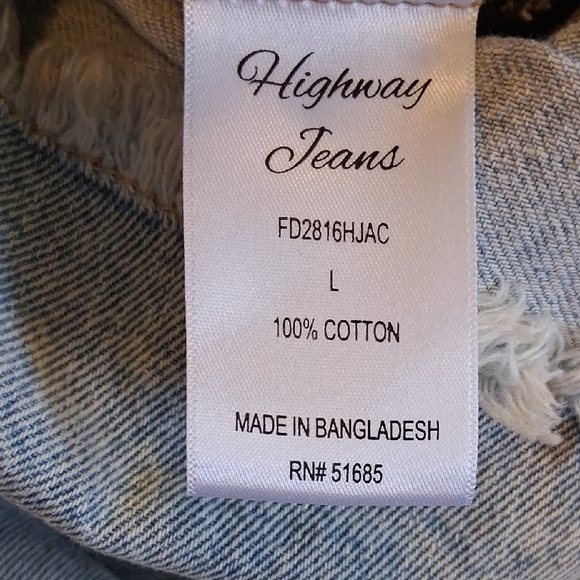 Highway
Jeans
FD2816HJAC
L
100% COTTON
MADE IN BANGLADESH
RN# 51685